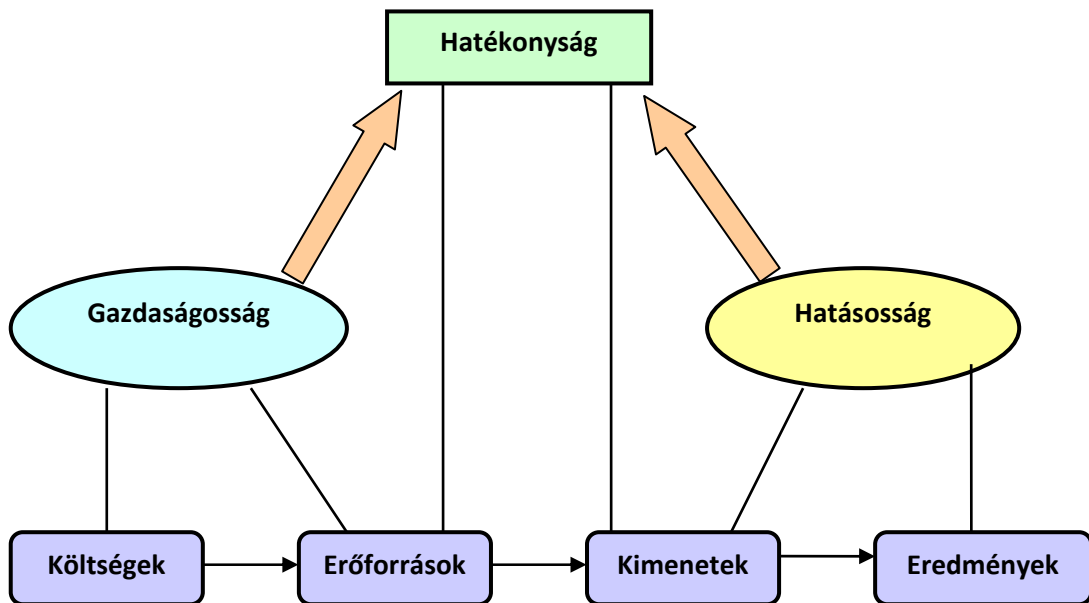 Hatékonyság
Gazdaságosság
Hatásosság
Költségek
Erőforrások
Kimenetek
Eredmények